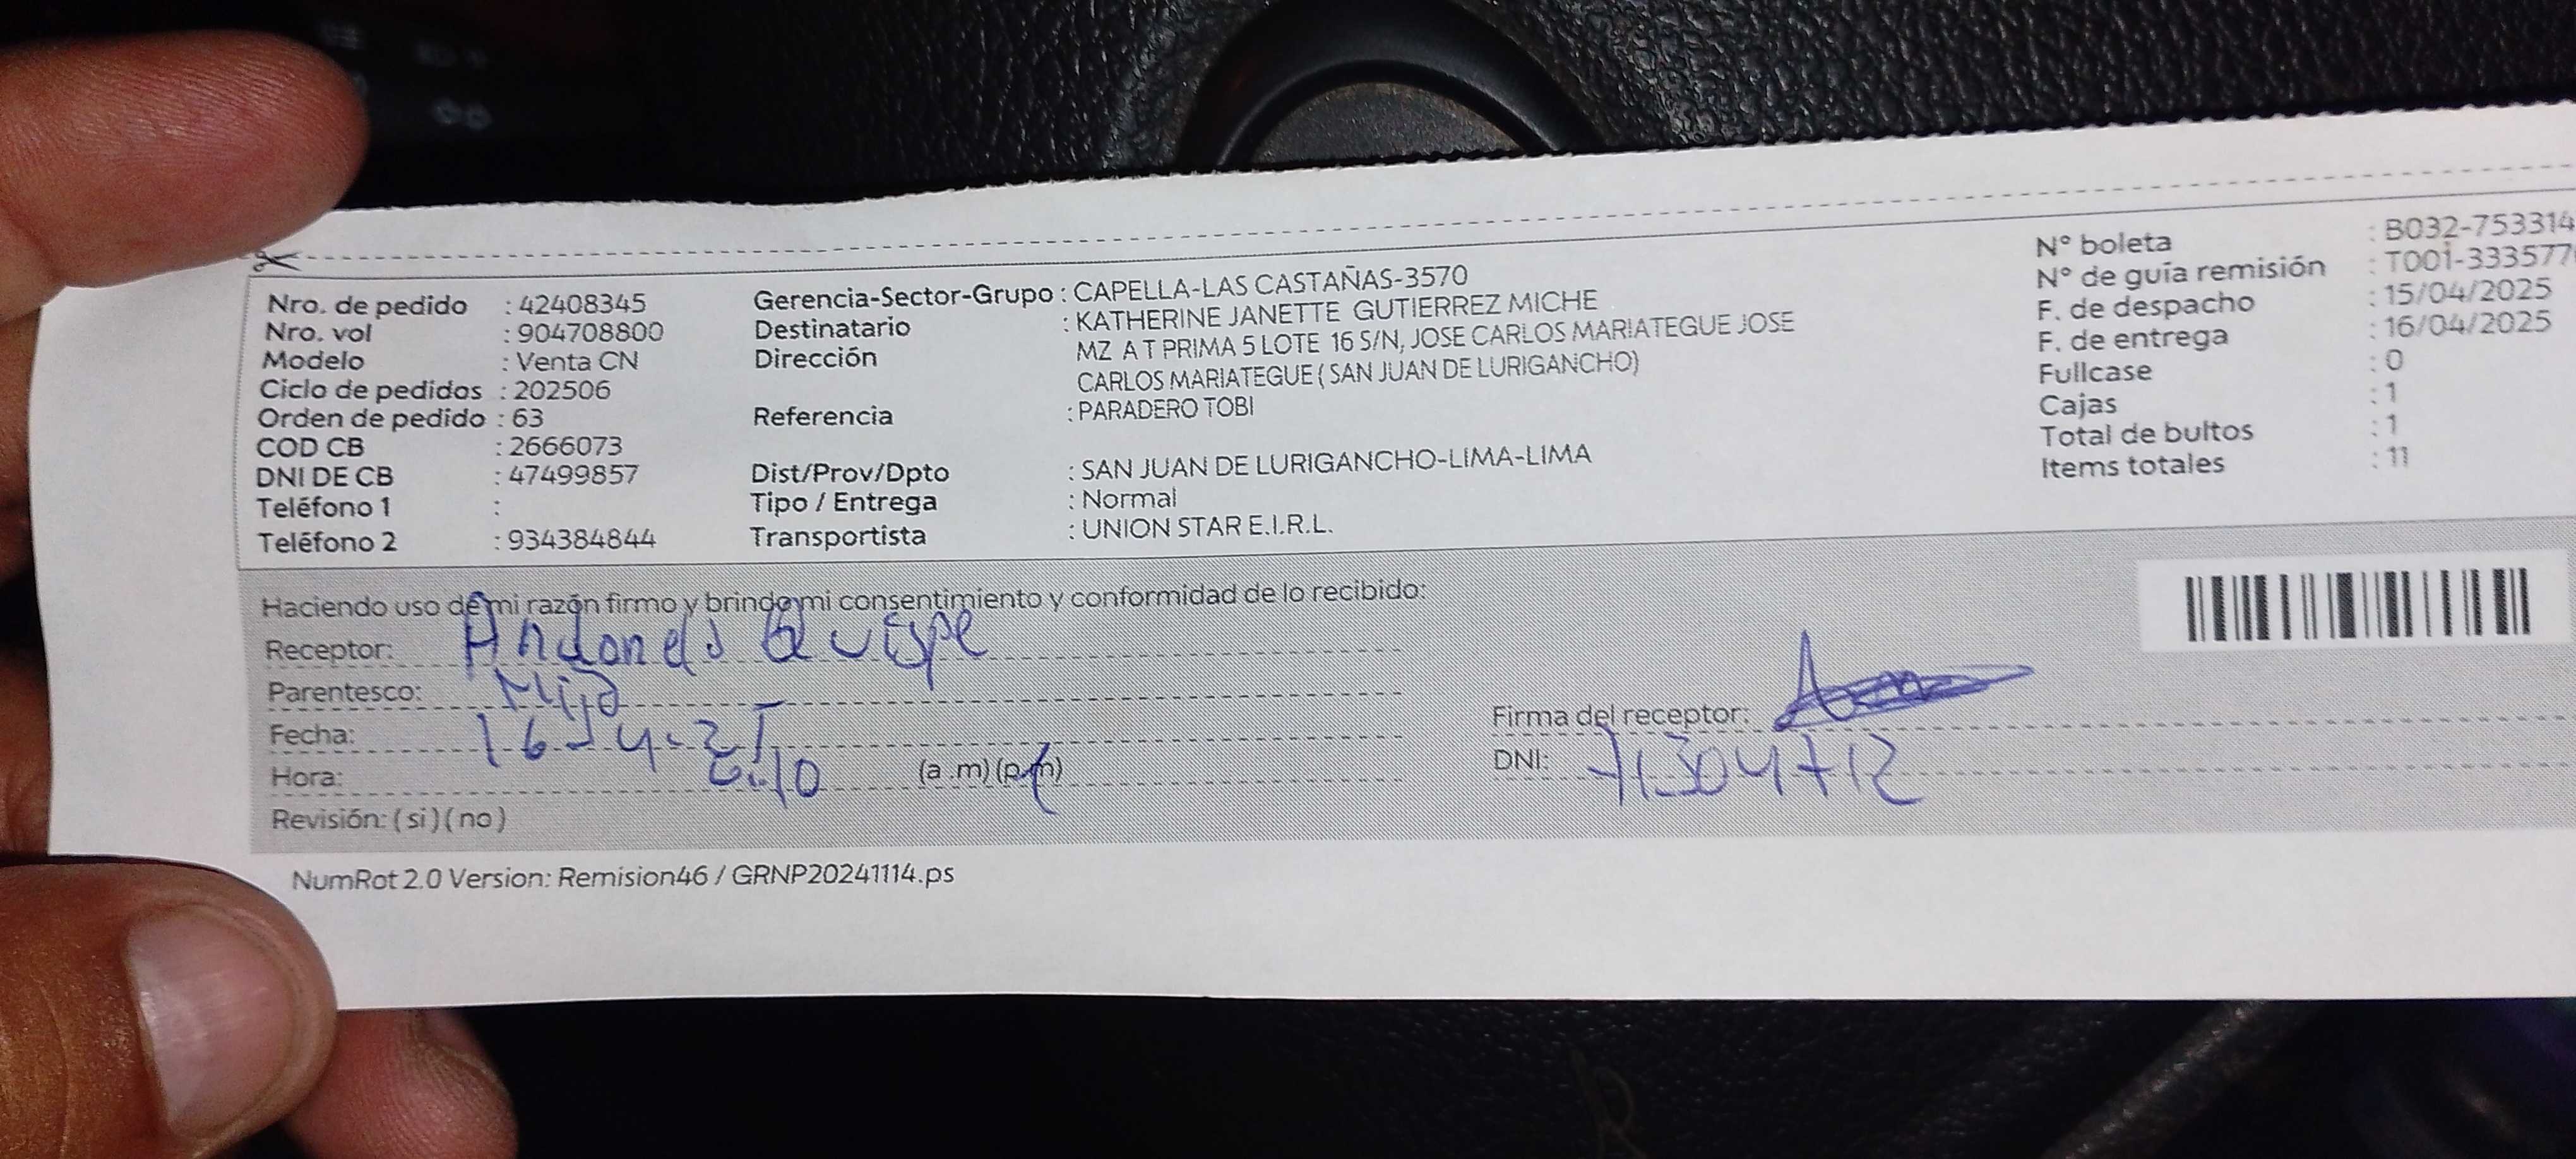 Nro. de pedido : 42408345
Nro. vol : 904708800
Modelo : Venta CN
Ciclo de pedidos : 202506
Orden de pedido : 63
COD CB : 2666073
DNI DE CB : 47499857
Teléfono 1 :
Teléfono 2 : 934384844
Gerencia-Sector-Grupo : CAPELLA-LAS CASTAÑAS-3570
Destinatario : KATHERINE JANETTE GUTIERREZ MICHE
Dirección MZ A T PRIMA 5 LOTE 16 S/N, JOSE CARLOS MARIATEGUE JOSE
CARLOS MARIATEGUE ( SAN JUAN DE LURIGANCHO)
Referencia : PARADERO TOBI
Dist/Prov/Dpto : SAN JUAN DE LURIGANCHO-LIMA-LIMA
Tipo / Entrega : Normal
Transportista : UNION STAR E.I.R.L.
N° boleta : B032-753314
N° de guía remisión : T001-333577
F. de despacho : 15/04/2025
F. de entrega : 16/04/2025
Fullcase : 0
Cajas : 1
Total de bultos : 1
Items totales : 11
Haciendo uso de mi razón firmo y brindo mi consentimiento y conformidad de lo recibido:
Receptor: Quispe
Parentesco:
Fecha: 16-4-25
Hora: 6:10 (a .m) (p.m)
Revisión: ( si ) ( no )
Firma del receptor:
DNI: 71304712
NumRot 2.0 Version: Remision46 / GRNP20241114.ps